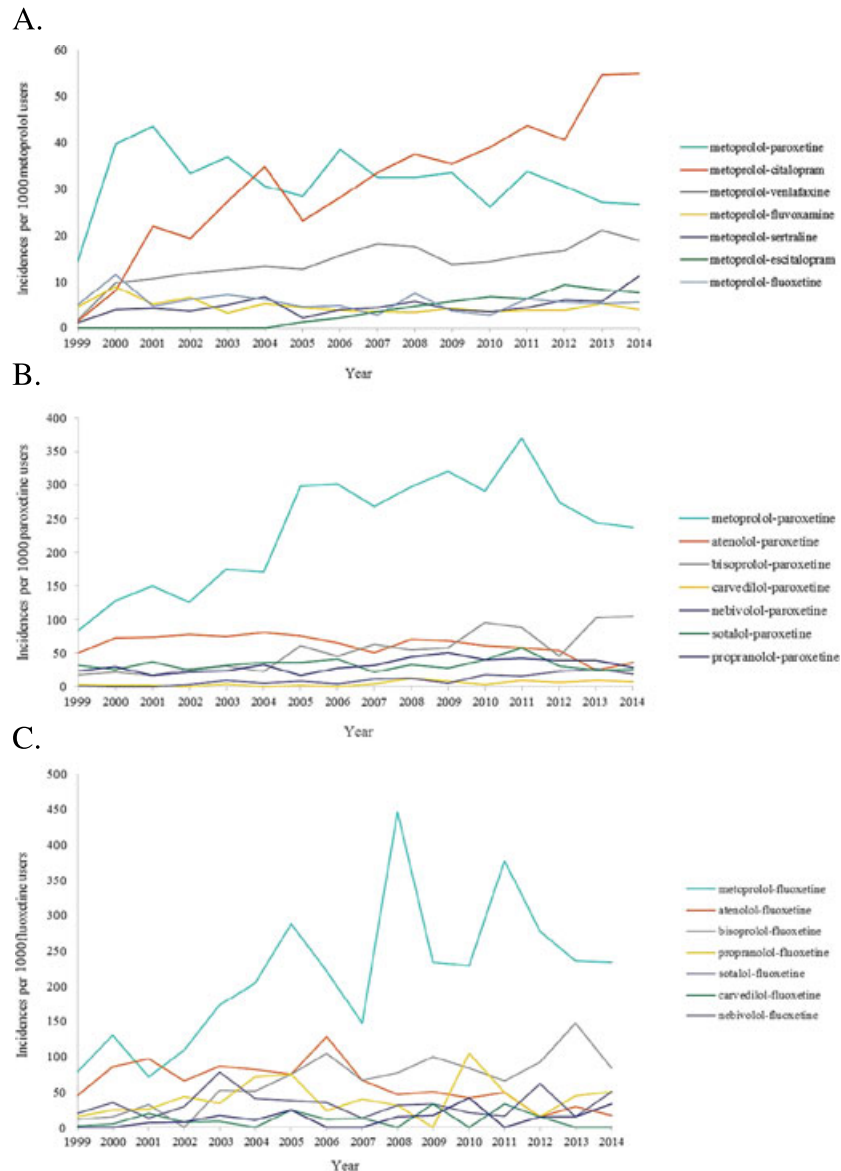 A.
Incidences per 1000 metoprolol users
60
50
40
30
20
10
0
1999 2000 2001 2002 2003 2004 2005 2006 2007 2008 2009 2010 2011 2012 2013 2014
Year
metoprolol-paroxetine
metoprolol-citalopram
metoprolol-venlafaxine
metoprolol-fluvoxamine
metoprolol-sertraline
metoprolol-escitalopram
metoprolol-fluoxetine
B.
Incidences per 1000 paroxetine users
400
350
300
250
200
150
100
50
0
1999 2000 2001 2002 2003 2004 2005 2006 2007 2008 2009 2010 2011 2012 2013 2014
Year
metoprolol-paroxetine
atenolol-paroxetine
bisoprolol-paroxetine
carvedilol-paroxetine
nebivolol-paroxetine
sotalol-paroxetine
propranolol-paroxetine
C.
Incidences per 1000 fluoxetine users
500
450
400
350
300
250
200
150
100
50
0
1999 2000 2001 2002 2003 2004 2005 2006 2007 2008 2009 2010 2011 2012 2013 2014
Year
metoprolol-fluoxetine
atenolol-fluoxetine
bisoprolol-fluoxetine
propranolol-fluoxetine
sotalol-fluoxetine
carvedilol-fluoxetine
nebivolol-fluoxetine